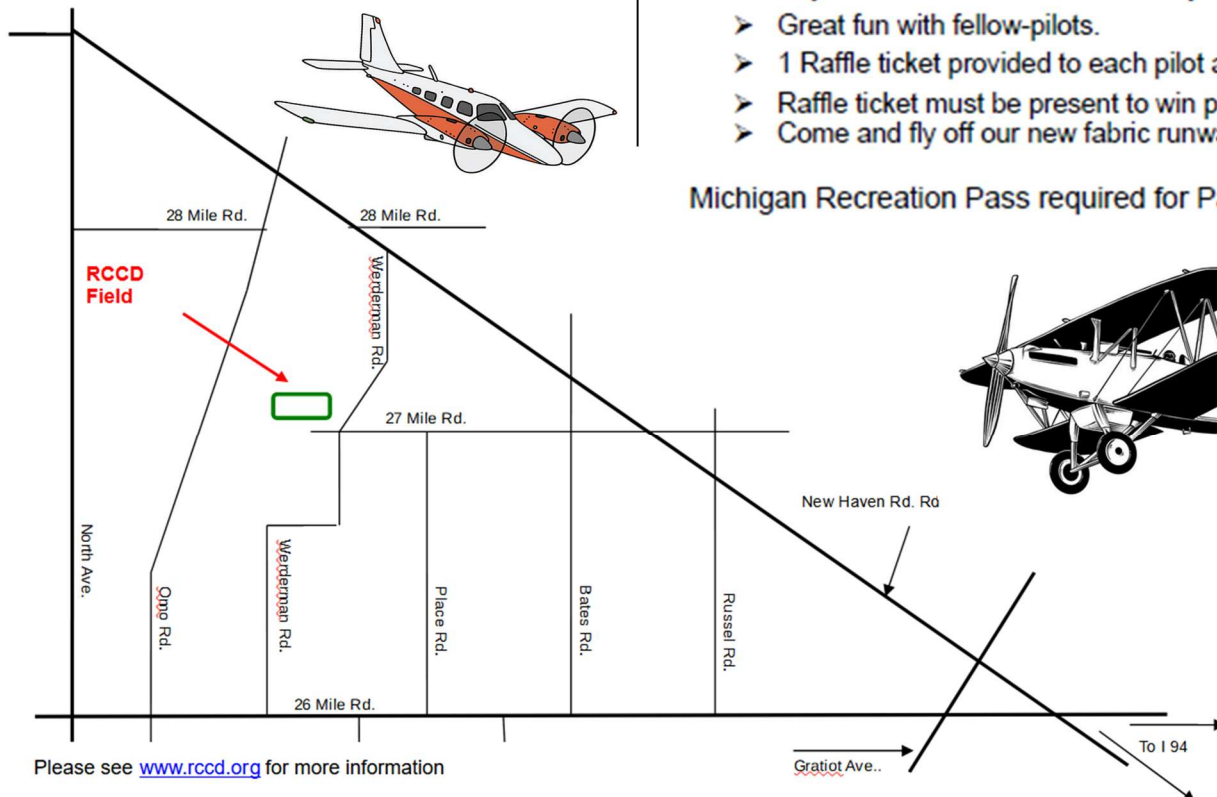 Great fun with fellow-pilots.
1 Raffle ticket provided to each pilot
Raffle ticket must be present to win
Come and fly off our new fabric
Michigan Recreation Pass required for
28 Mile Rd.
28 Mile Rd.
RCCD
Field
Werderman Rd.
27 Mile Rd.
New Haven Rd. Rd
North Ave.
Omo Rd.
Werderman Rd.
Place Rd.
Bates Rd.
Russel Rd.
26 Mile Rd.
To I 94
Gratiot Ave..
Please see www.rccd.org for more information